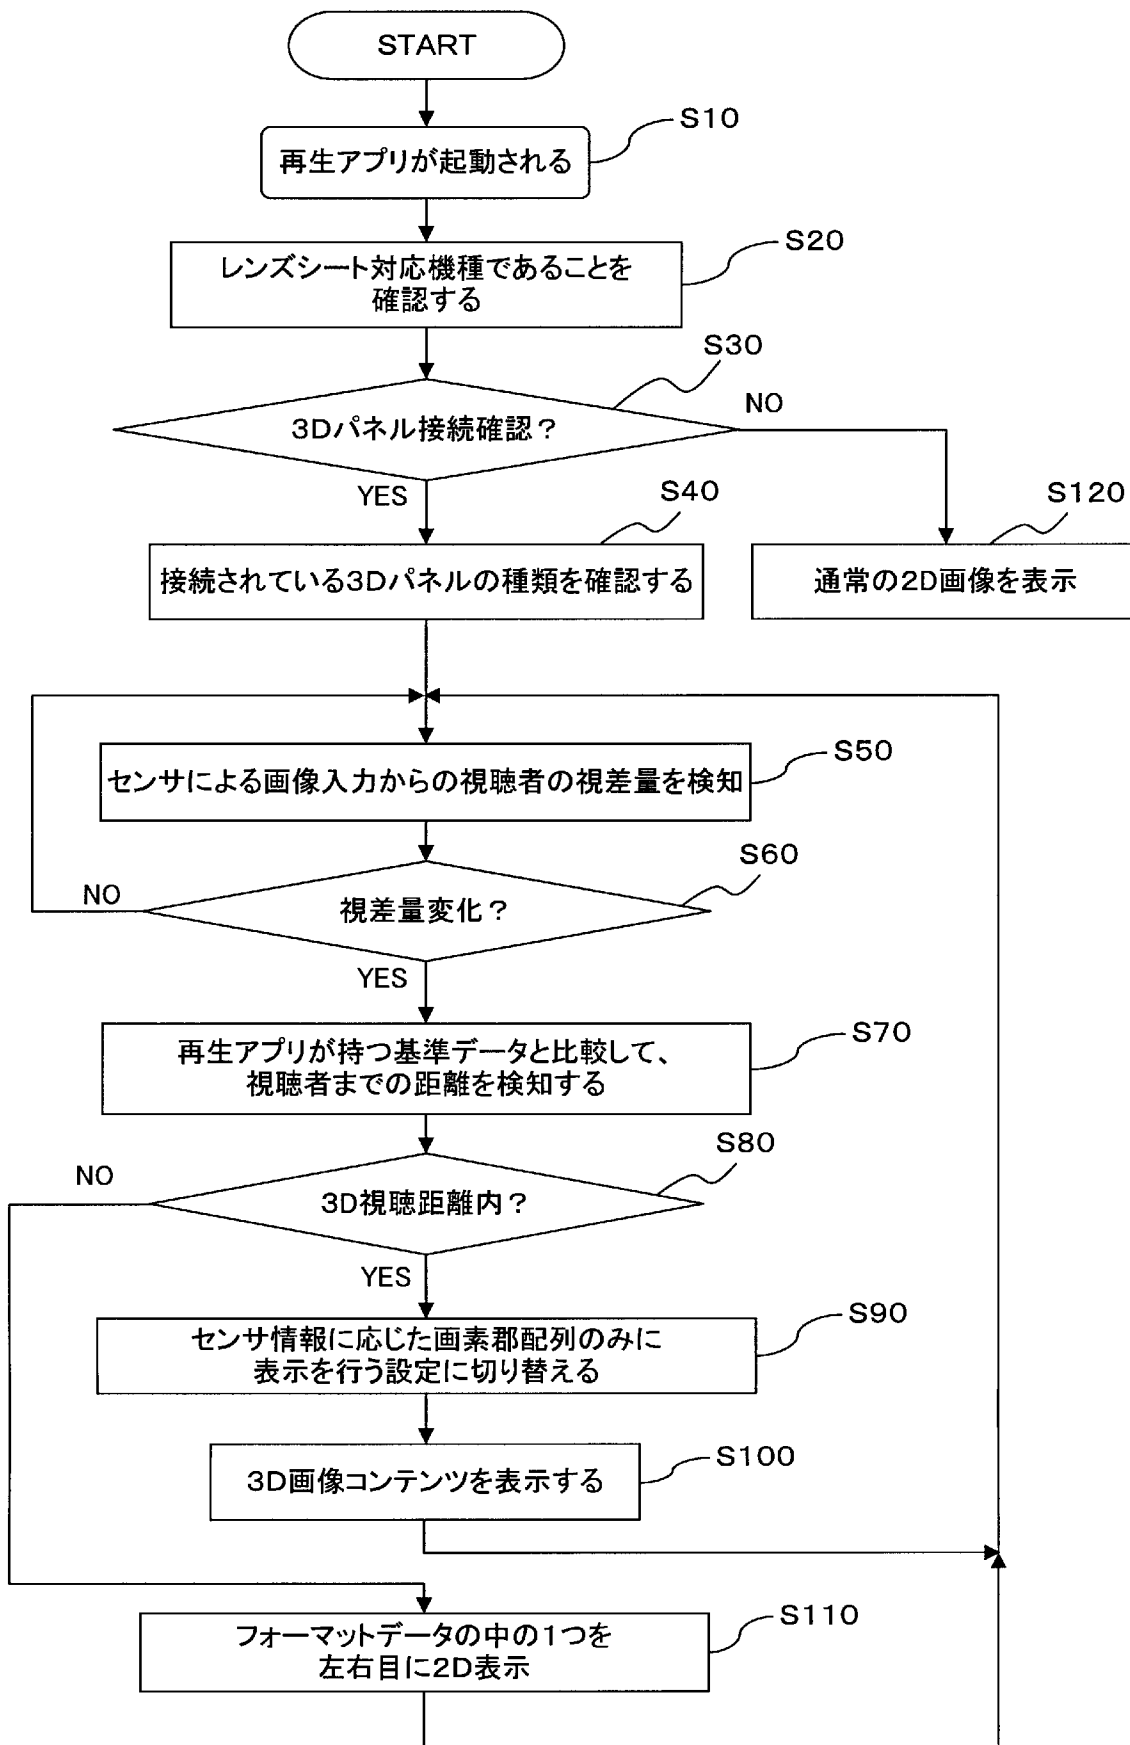 START
S10
再生アプリが起動される
S20
レンズシート対応機種であることを
確認する
S30
3Dパネル接続確認？
NO
YES
S40
接続されている3Dパネルの種類を確認する
S120
通常の2D画像を表示
S50
センサによる画像入力からの視聴者の視差量を検知
S60
NO
視差量変化？
YES
S70
再生アプリが持つ基準データと比較して、
視聴者までの距離を検知する
S80
NO
3D視聴距離内？
YES
S90
センサ情報に応じた画素郡配列のみに
表示を行う設定に切り替える
S100
3D画像コンテンツを表示する
S110
フォーマットデータの中の1つを
左右目に2D表示